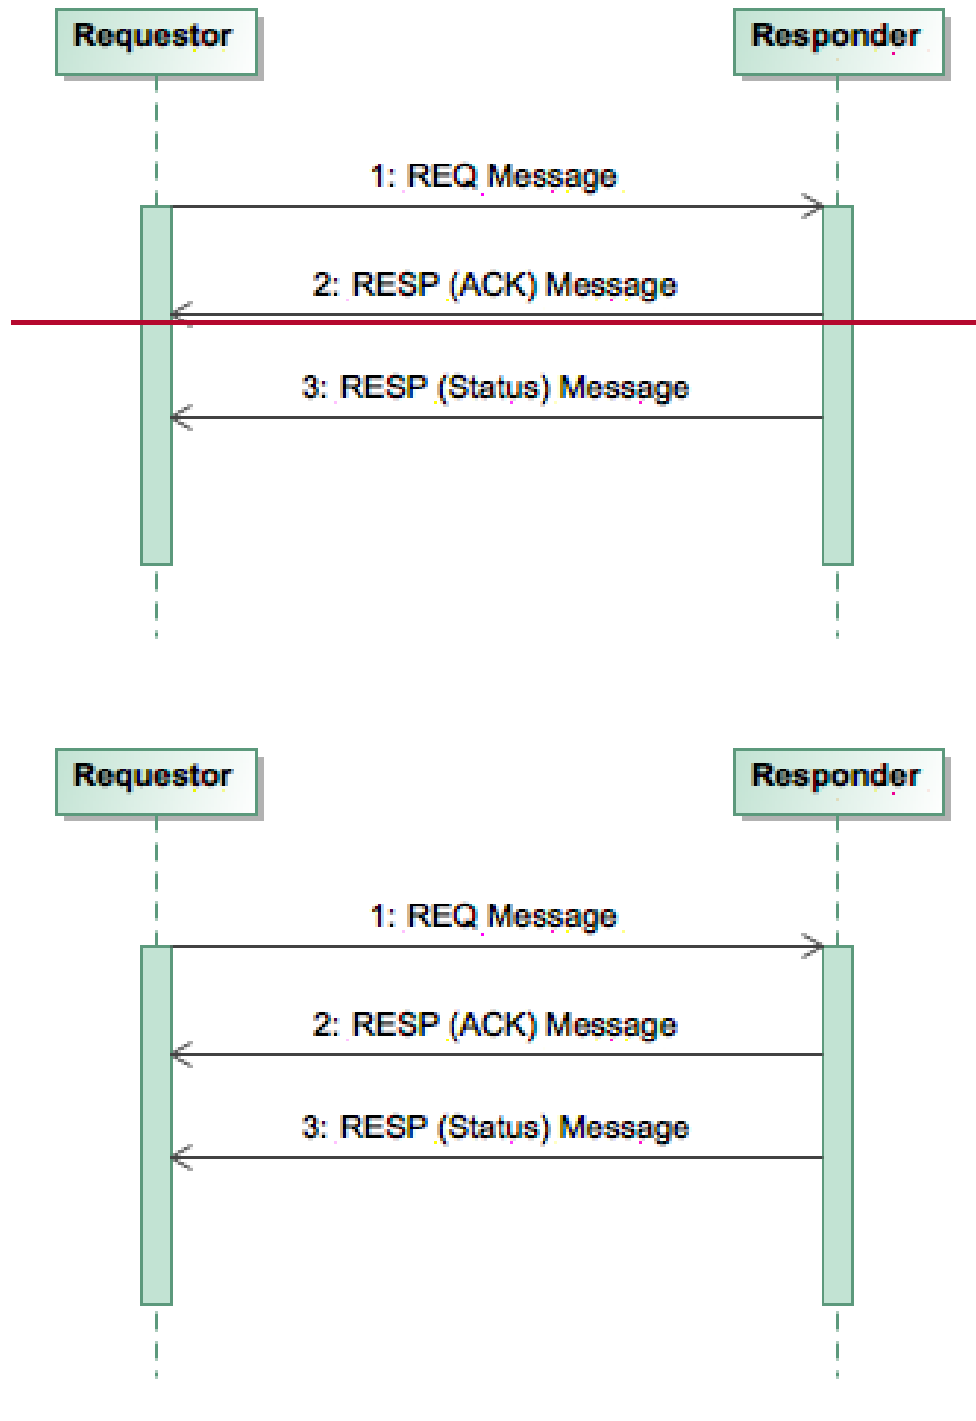 Requestor Responder
1: REQ Message
2: RESP (ACK) Message
3: RESP (Status) Message
Requestor Responder
1: REQ Message
2: RESP (ACK) Message
3: RESP (Status) Message